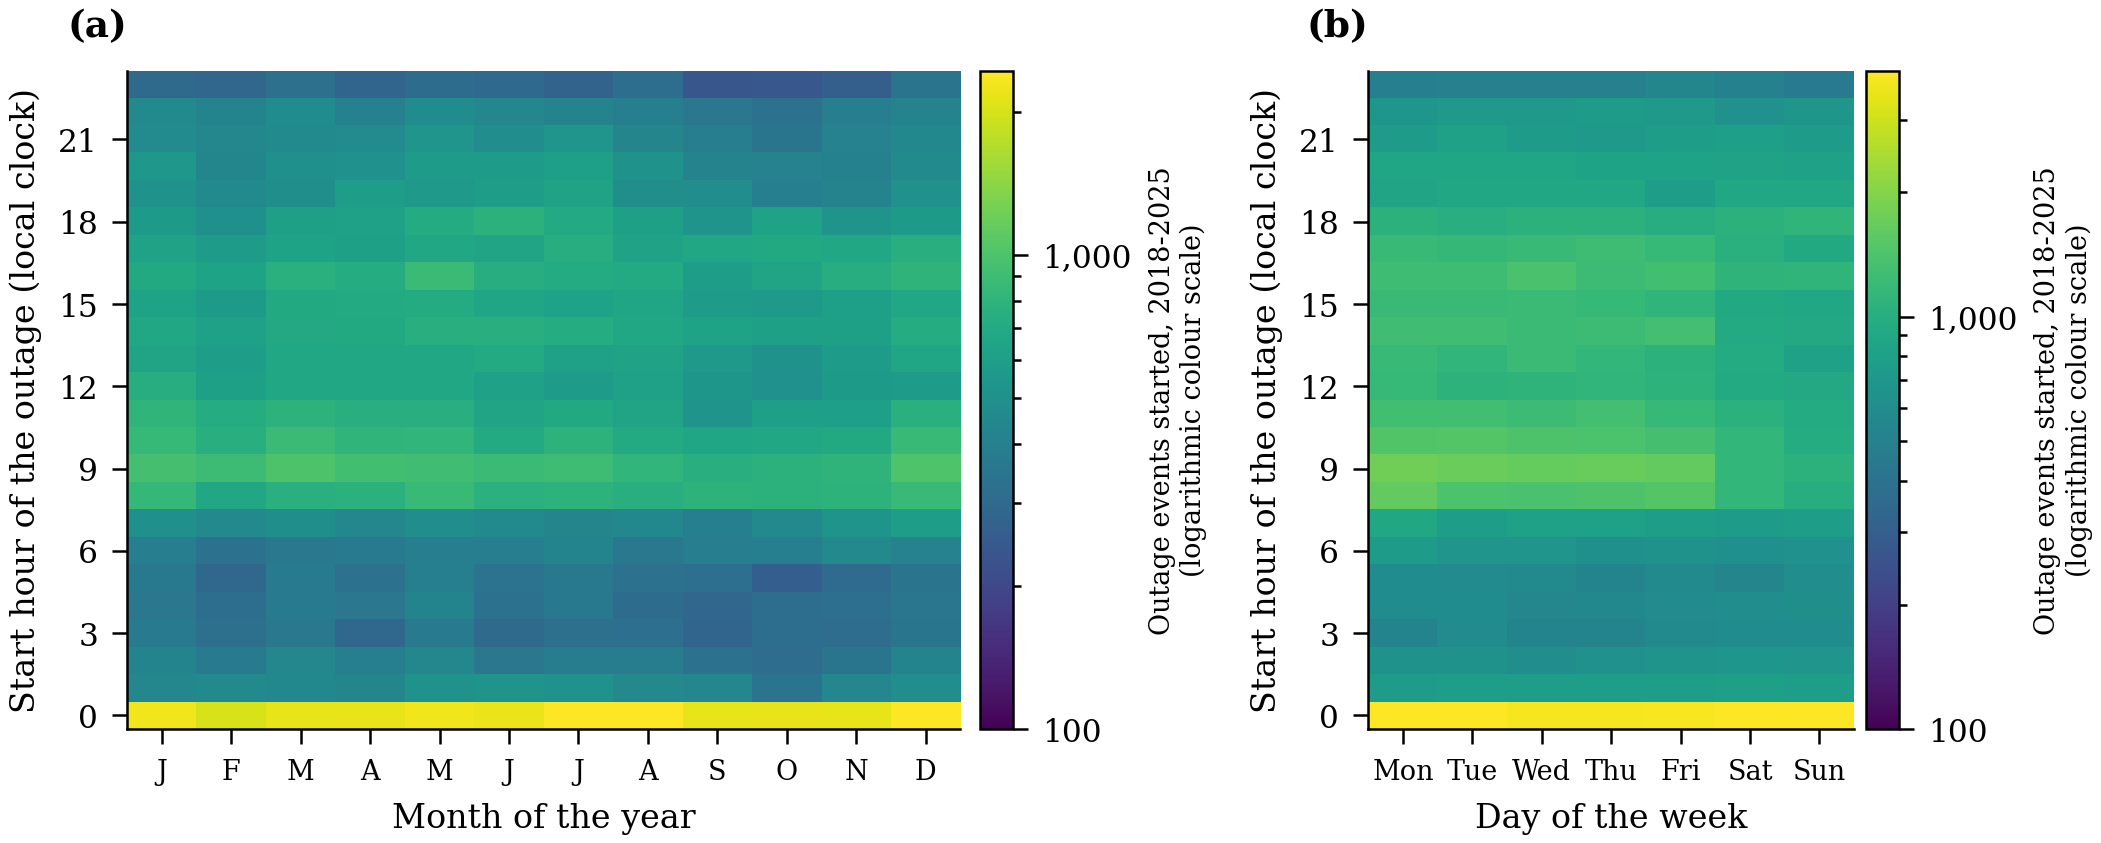 (a)
Start hour of the outage (local clock)
21
18
15
12
9
6
3
0
J F M A M J J A S O N D
Month of the year
1,000
100
Outage events started, 2018-2025
(logarithmic colour scale)
(b)
Start hour of the outage (local clock)
21
18
15
12
9
6
3
0
Mon Tue Wed Thu Fri Sat Sun
Day of the week
1,000
100
Outage events started, 2018-2025
(logarithmic colour scale)